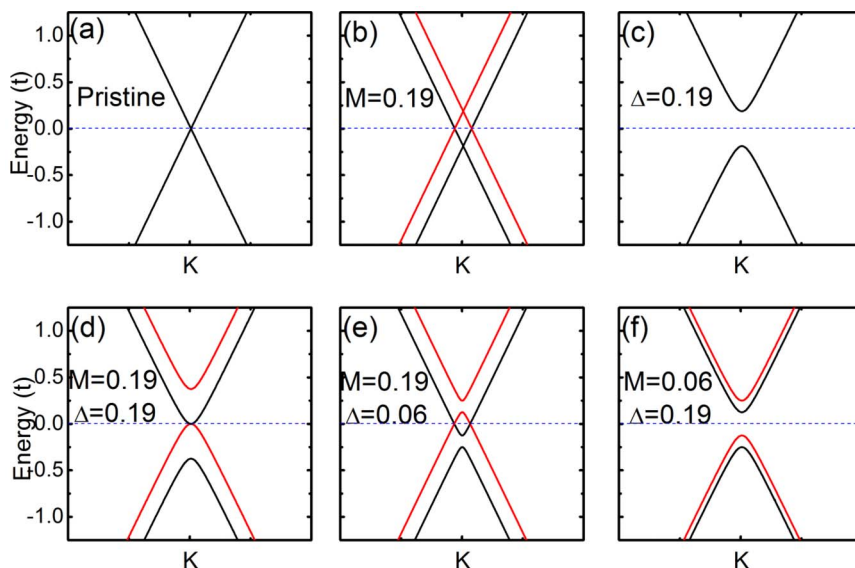 (a)
Pristine
1.0
0.5
0.0
-0.5
-1.0
Energy (t)
K
(b)
M=0.19
K
(c)
Δ=0.19
K
(d)
M=0.19
Δ=0.19
1.0
0.5
0.0
-0.5
-1.0
Energy (t)
K
(e)
M=0.19
Δ=0.06
K
(f)
M=0.06
Δ=0.19
K